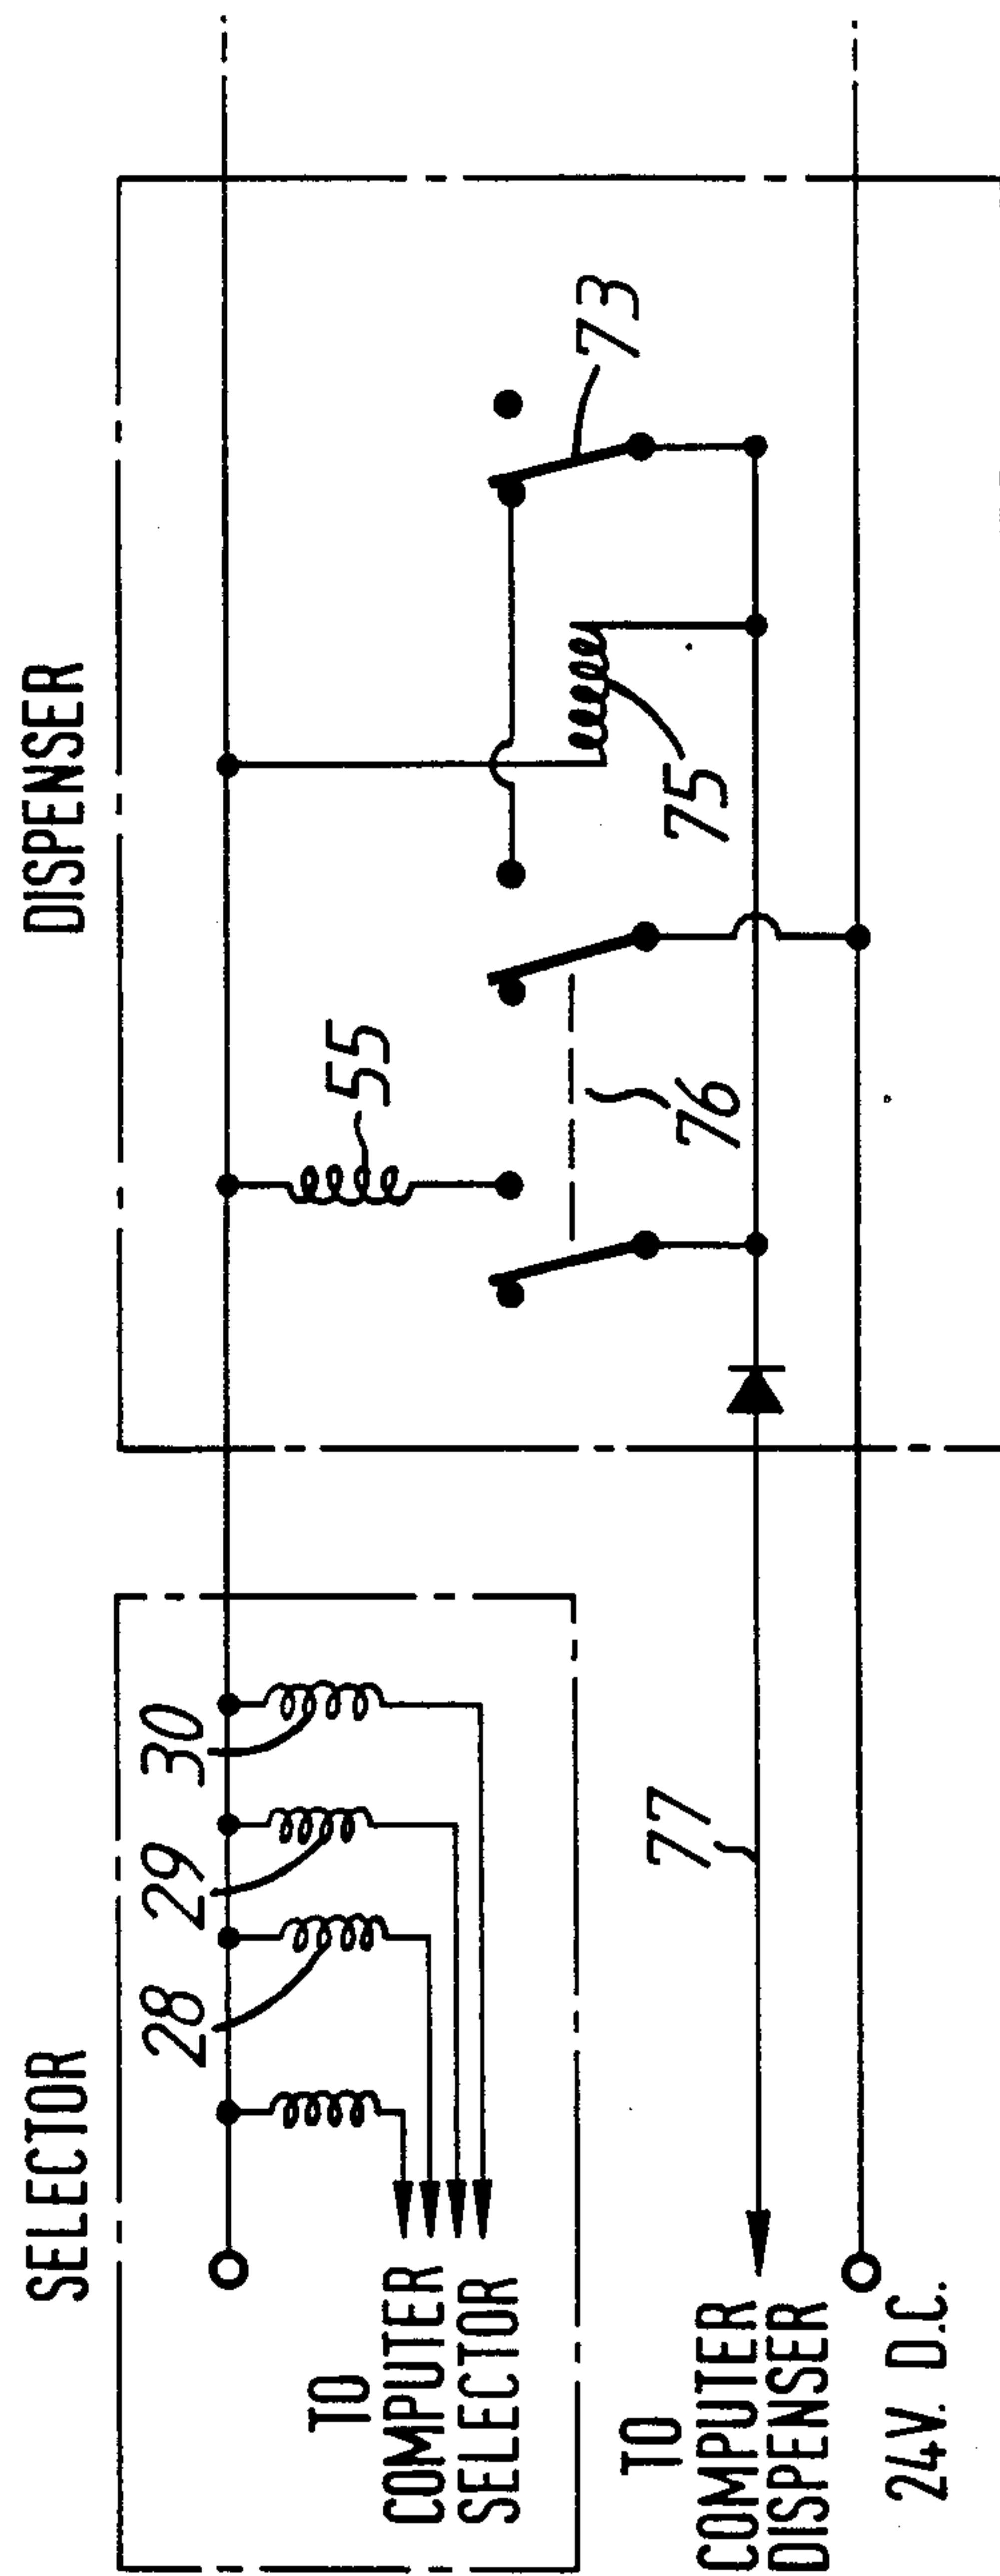 SELECTOR
28
29
30
TO
COMPUTER
SELECTOR
DISPENSER
55
76
75
73
77
TO
COMPUTER
DISPENSER
24V. D.C.